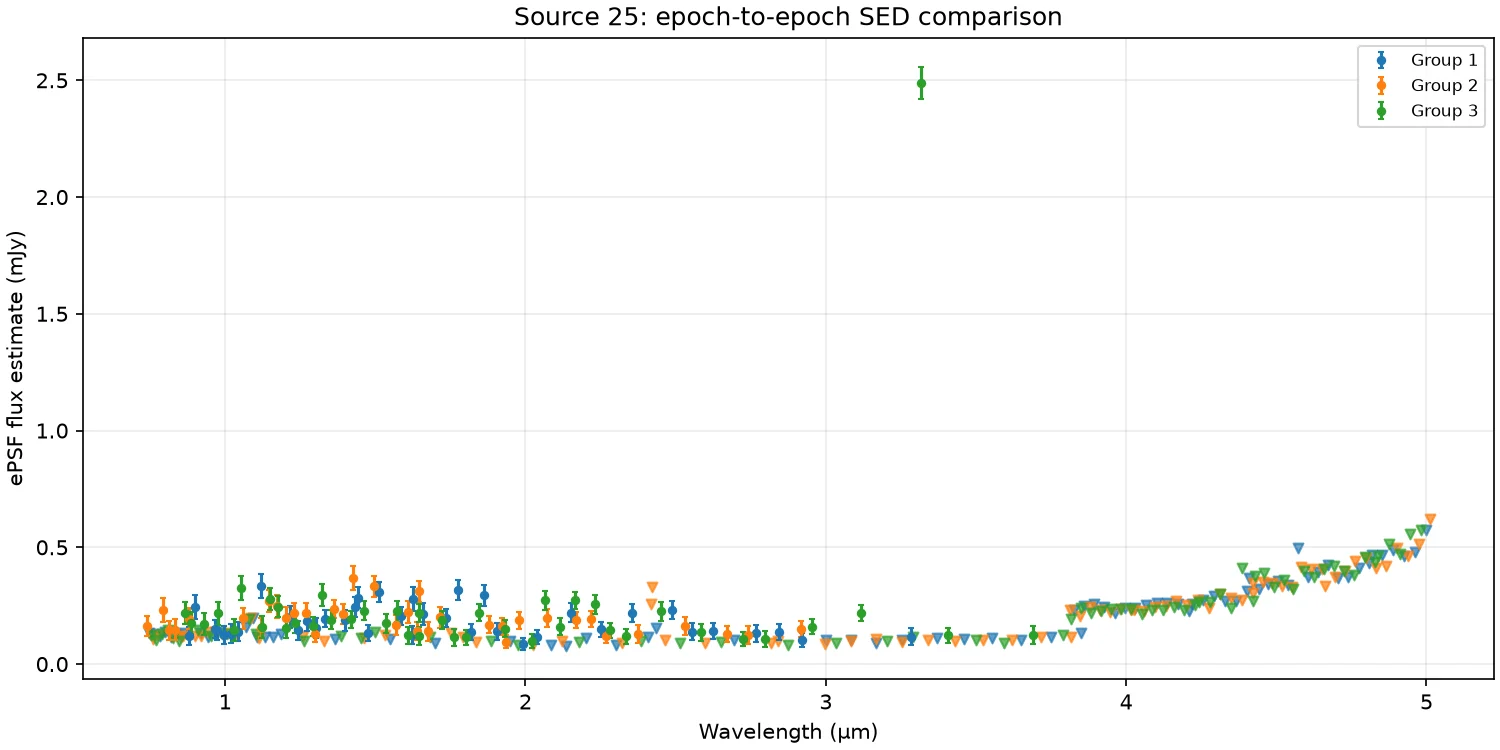 Source 25: epoch-to-epoch SED comparison
Group 1
Group 2
Group 3
ePSF flux estimate (mJy)
2.5
2.0
1.5
1.0
0.5
0.0
1 2 3 4 5
Wavelength (μm)